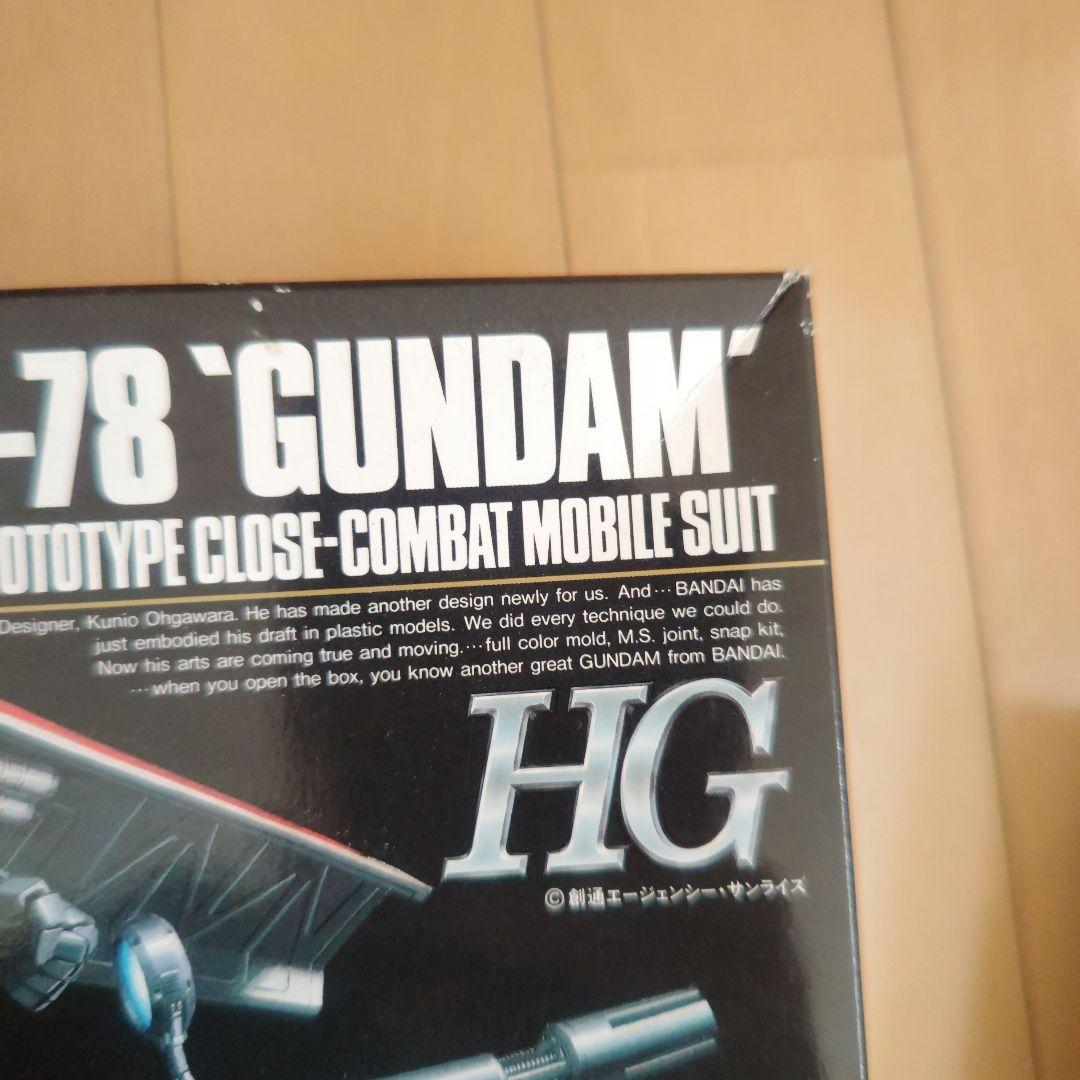 -78 `GUNDAM´
OTOTYPE CLOSE-COMBAT MOBILE SUIT
Designer, Kunio Ohgawara. He has made another design newly for us. And… BANDAI has
just embodied his draft in plastic models. We did every technique we could do.
Now his arts are coming true and moving.…full color mold, M.S. joint, snap kit,
…when you open the box, you know another great GUNDAM from BANDAI.
HG
©創通エージェンシー・サンライズ